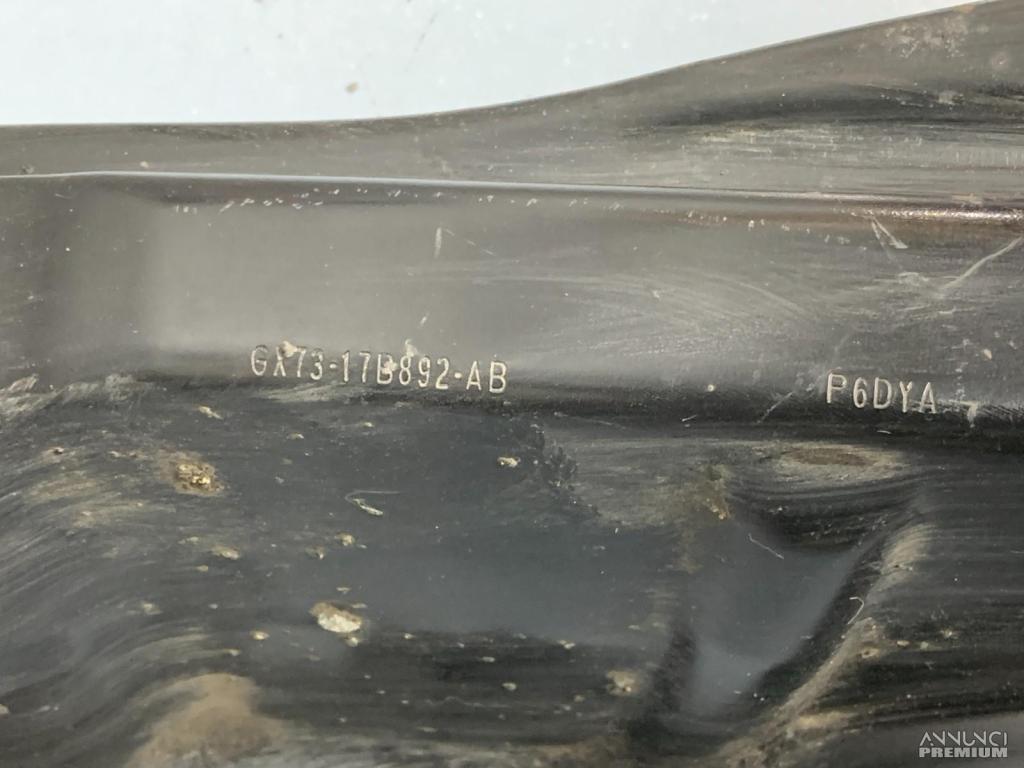 GX73-17B892-AB
P6DYA
ANNUNCI
PREMIUM